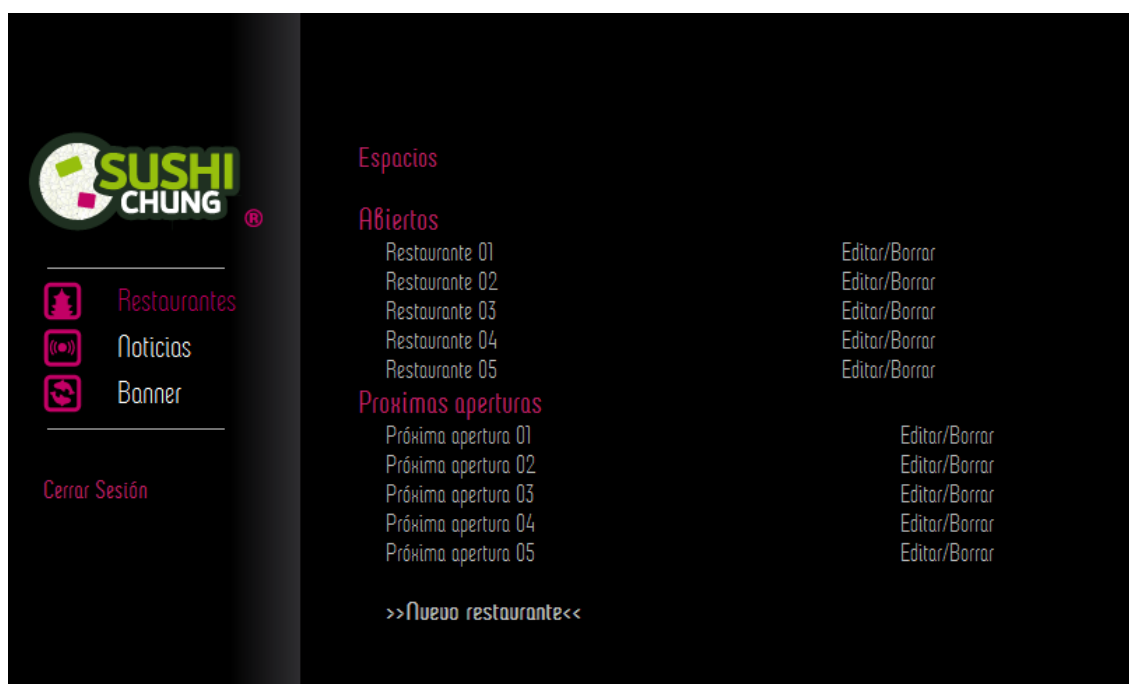 SUSHI
CHUNG ®
Restaurantes
Noticias
Banner
Cerrar Sesión
Espacios
Abiertos
Restaurante 01 Editar/Borrar
Restaurante 02 Editar/Borrar
Restaurante 03 Editar/Borrar
Restaurante 04 Editar/Borrar
Restaurante 05 Editar/Borrar
Proximas aperturas
Próxima apertura 01 Editar/Borrar
Próxima apertura 02 Editar/Borrar
Próxima apertura 03 Editar/Borrar
Próxima apertura 04 Editar/Borrar
Próxima apertura 05 Editar/Borrar
>>Nuevo restaurante<<